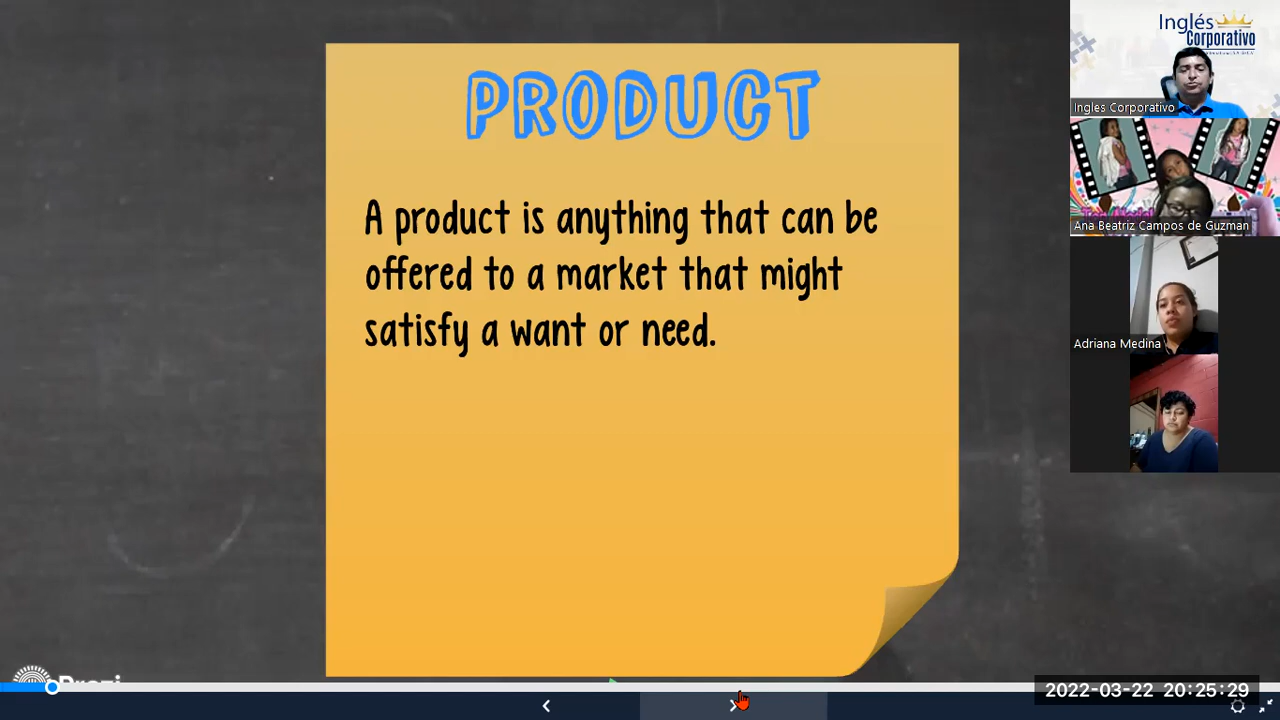 PRODUCT
A product is anything that can be
offered to a market that might
satisfy a want or need.
Inglés
Corporativo
Ingles Corporativo
Ana Beatriz Campos de Guzman
Adriana Medina
Prezi
2022-03-22 20:25:29